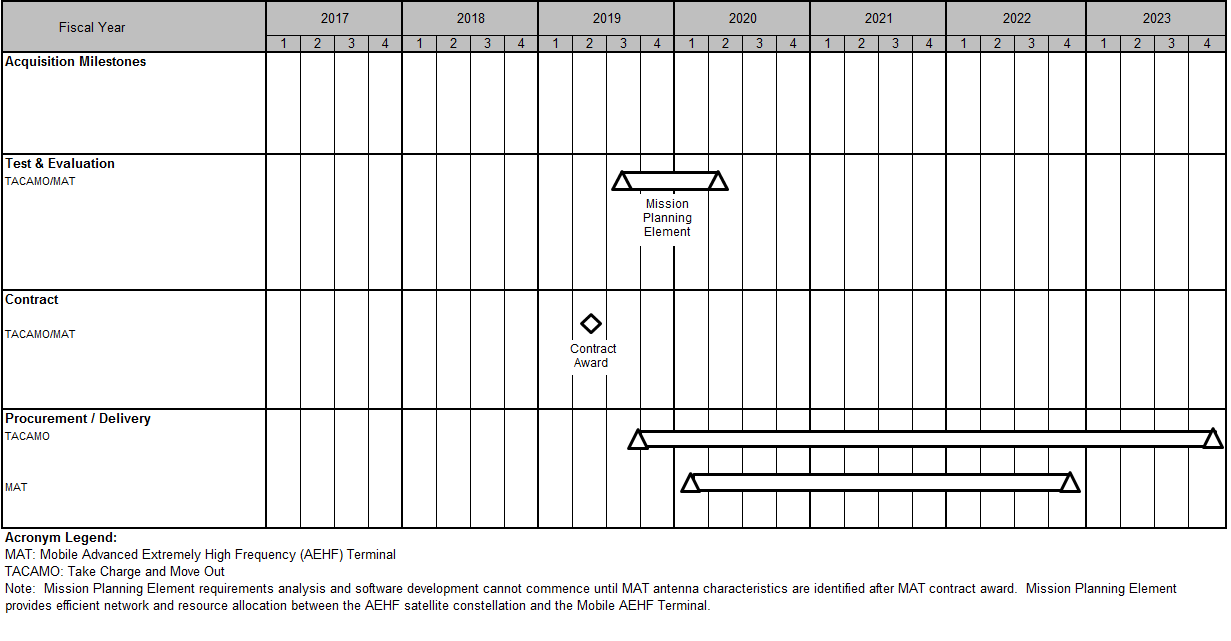 Fiscal Year
2017 2018 2019 2020 2021 2022 2023
1 2 3 4 1 2 3 4 1 2 3 4 1 2 3 4 1 2 3 4 1 2 3 4 1 2 3 4
Acquisition Milestones
Test & Evaluation
TACAMO/MAT
Mission
Planning
Element
Contract
TACAMO/MAT
Contract
Award
Procurement / Delivery
TACAMO
MAT
Acronym Legend:
MAT: Mobile Advanced Extremely High Frequency (AEHF) Terminal
TACAMO: Take Charge and Move Out
Note:  Mission Planning Element requirements analysis and software development cannot commence until MAT antenna characteristics are identified after MAT contract award.  Mission Planning Element
provides efficient network and resource allocation between the AEHF satellite constellation and the Mobile AEHF Terminal.